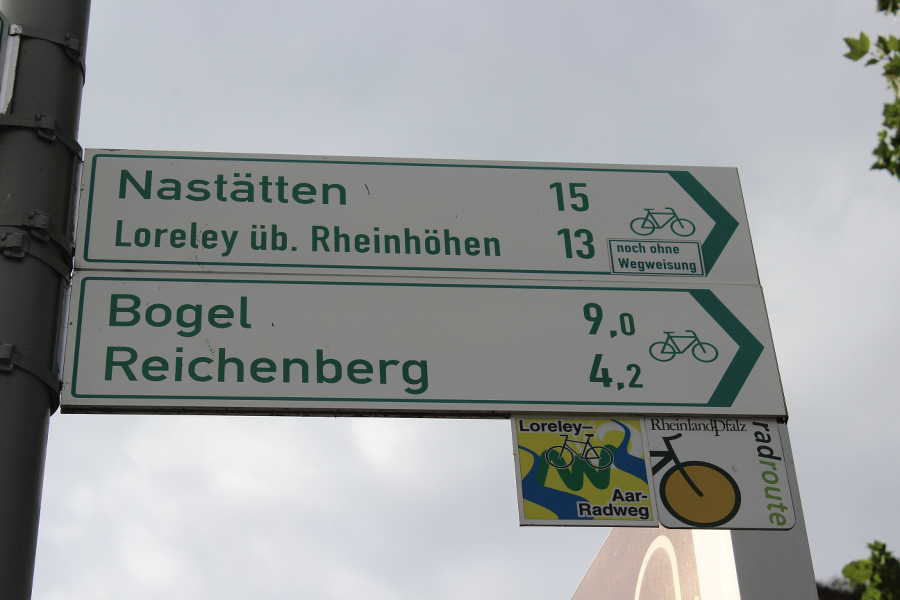 Nastätten 15
Loreley üb. Rheinhöhen 13
noch ohne
Wegweisung
Bogel 9,0
Reichenberg 4,2
Loreley–
Aar-
Radweg
RheinlandPfalz
radroute